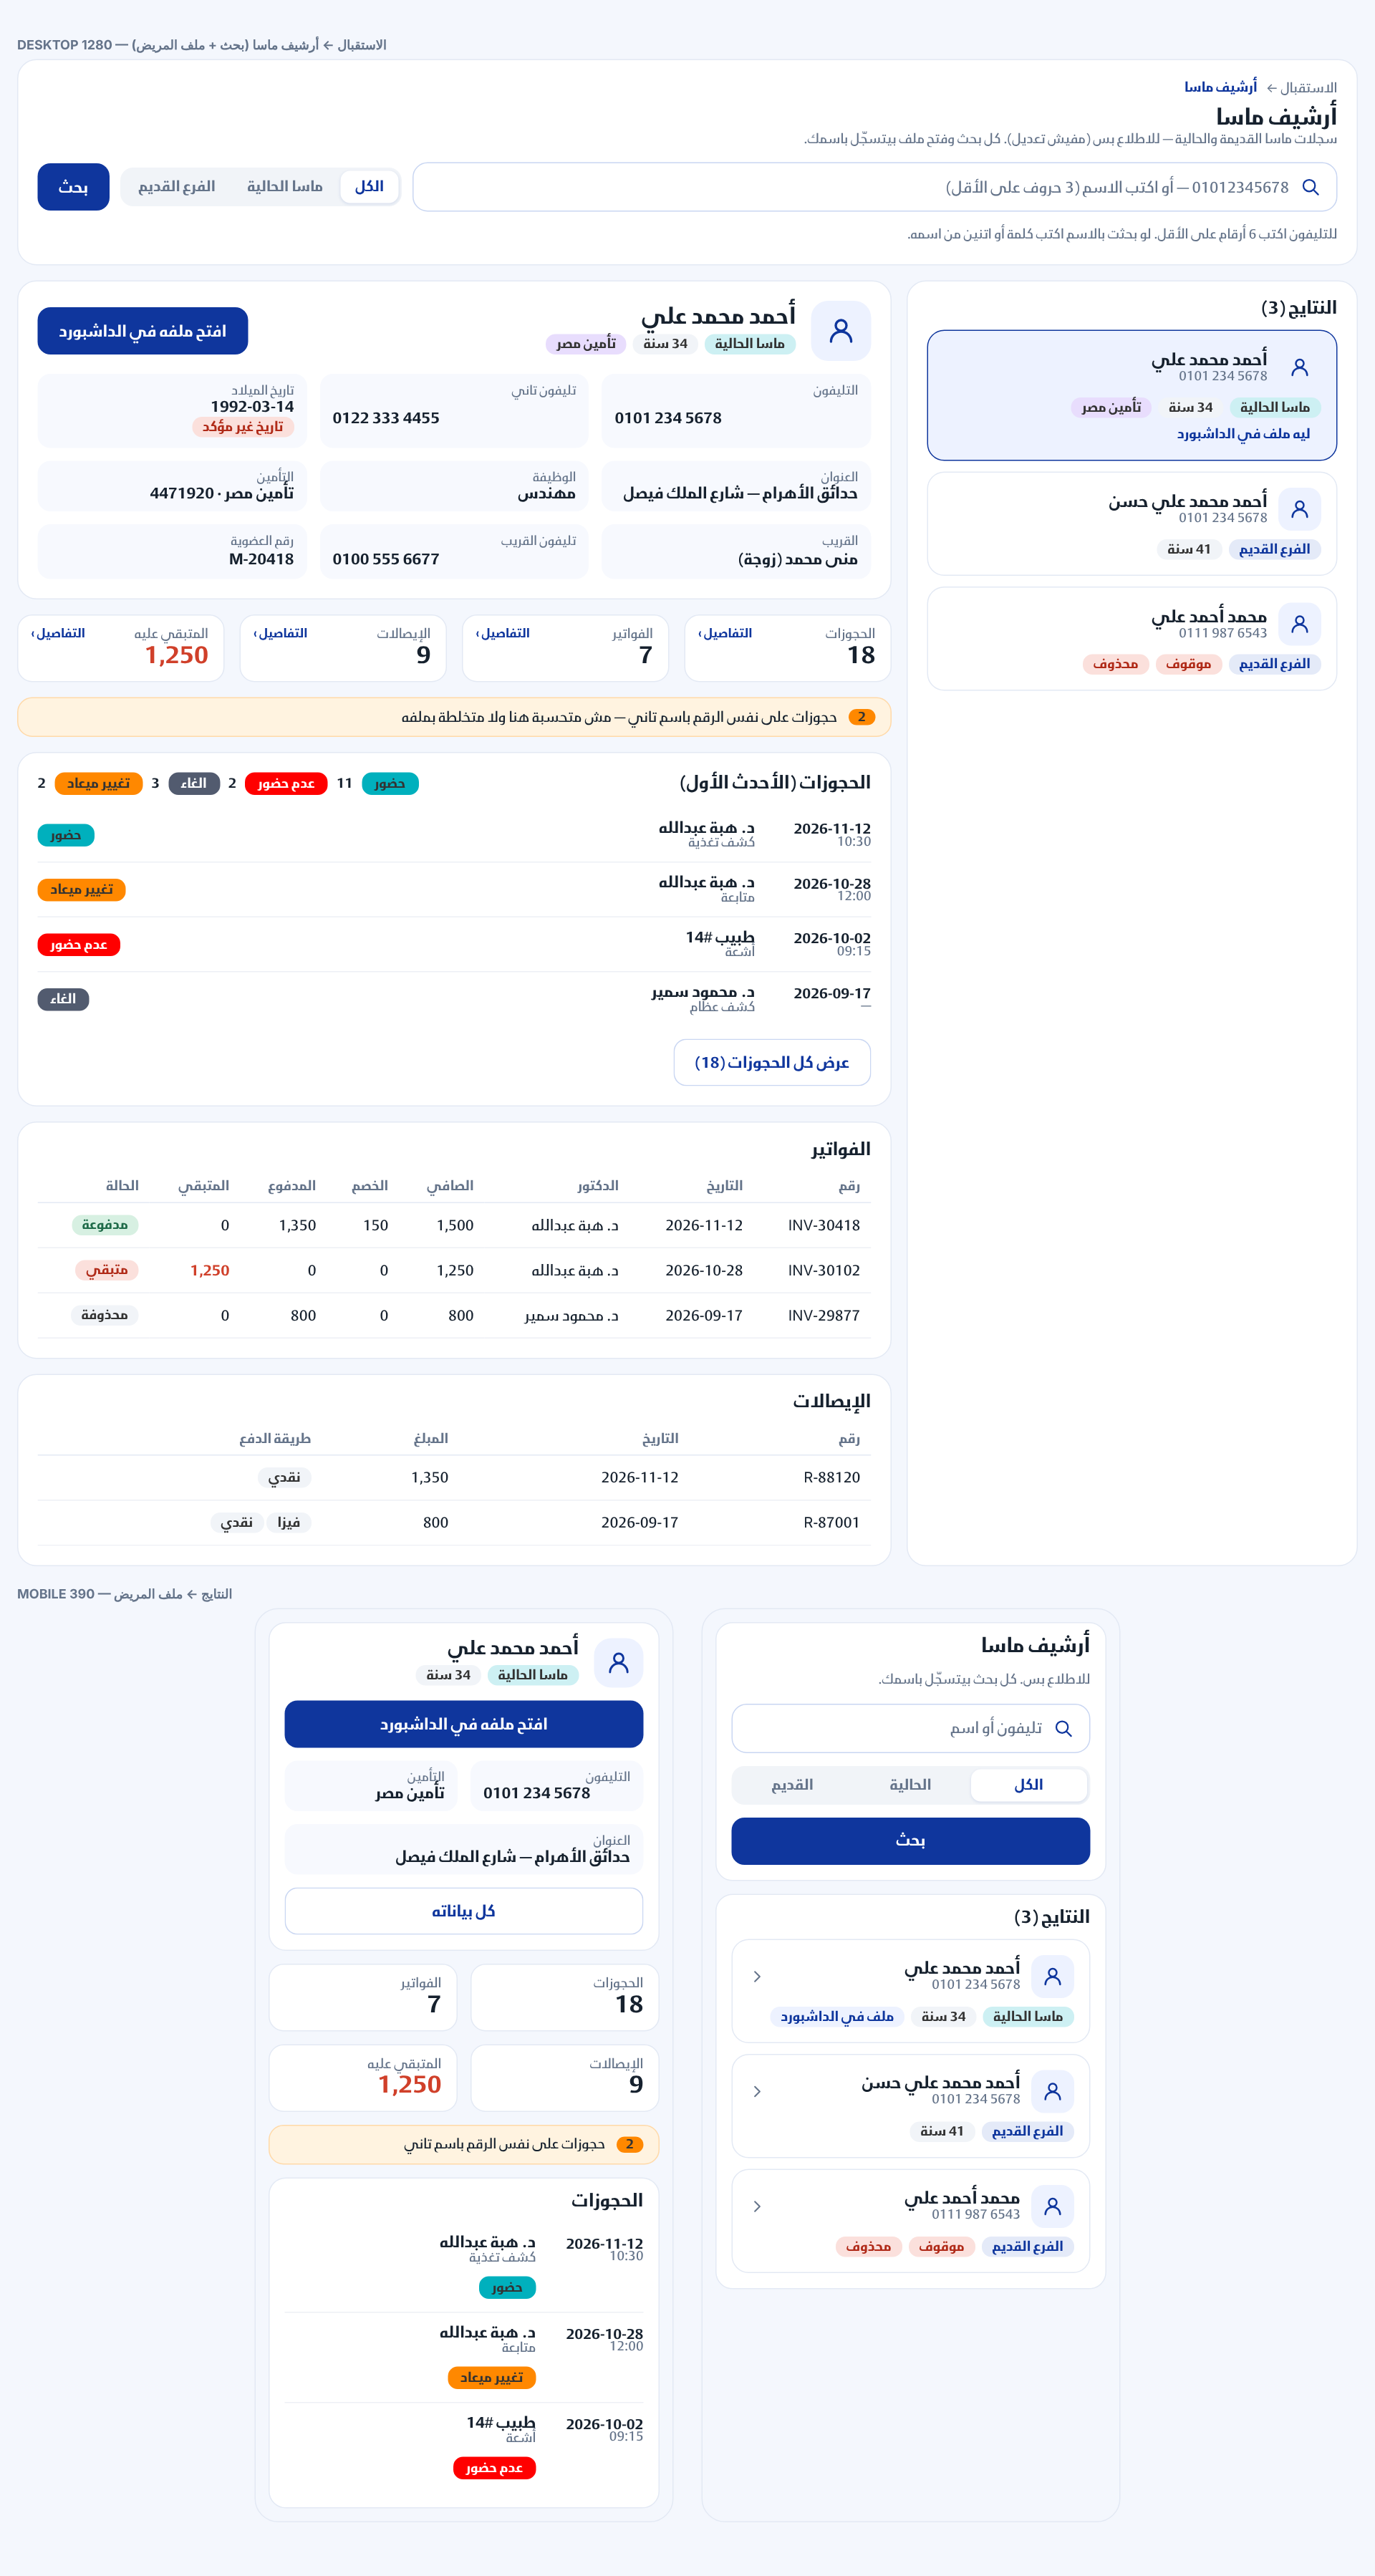 DESKTOP 1280 — الاستقبال ← أرشيف ماسا (بحث + ملف المريض)
الاستقبال ← أرشيف ماسا
أرشيف ماسا
سجلات ماسا القديمة والحالية — للاطلاع بس (مفيش تعديل). كل بحث وفتح ملف بيتسجّل باسمك.
01012345678 — أو اكتب الاسم (3 حروف على الأقل)
الكل ماسا الحالية الفرع القديم
بحث
للتليفون اكتب 6 أرقام على الأقل. لو بحثت بالاسم اكتب كلمة أو اتنين من اسمه.
النتايج (3)
أحمد محمد علي
0101 234 5678
ماسا الحالية 34 سنة تأمين مصر
ليه ملف في الداشبورد
أحمد محمد علي حسن
0101 234 5678
الفرع القديم 41 سنة
محمد أحمد علي
0111 987 6543
الفرع القديم موقوف محذوف
أحمد محمد علي
ماسا الحالية 34 سنة تأمين مصر
افتح ملفه في الداشبورد
التليفون
0101 234 5678
تليفون تاني
0122 333 4455
تاريخ الميلاد
1992-03-14
تاريخ غير مؤكد
العنوان
حدائق الأهرام — شارع الملك فيصل
الوظيفة
مهندس
التأمين
تأمين مصر · 4471920
القريب
منى محمد (زوجة)
تليفون القريب
0100 555 6677
رقم العضوية
M-20418
الحجوزات التفاصيل ›
18
الفواتير التفاصيل ›
7
الإيصالات التفاصيل ›
9
المتبقي عليه التفاصيل ›
1,250
2 حجوزات على نفس الرقم باسم تاني — مش متحسبة هنا ولا متخلطة بملفه
الحجوزات (الأحدث الأول)
حضور 11 عدم حضور 2 الغاء 3 تغيير ميعاد 2
2026-11-12 د. هبة عبدالله حضور
10:30 كشف تغذية
2026-10-28 د. هبة عبدالله تغيير ميعاد
12:00 متابعة
2026-10-02 طبيب #14 عدم حضور
09:15 أشعة
2026-09-17 د. محمود سمير الغاء
— كشف عظام
عرض كل الحجوزات (18)
الفواتير
رقم التاريخ الدكتور الصافي الخصم المدفوع المتبقي الحالة
INV-30418 2026-11-12 د. هبة عبدالله 1,500 150 1,350 0 مدفوعة
INV-30102 2026-10-28 د. هبة عبدالله 1,250 0 0 1,250 متبقي
INV-29877 2026-09-17 د. محمود سمير 800 0 800 0 محذوفة
الإيصالات
رقم التاريخ المبلغ طريقة الدفع
R-88120 2026-11-12 1,350 نقدي
R-87001 2026-09-17 800 فيزا نقدي
MOBILE 390 — النتايج ← ملف المريض
أرشيف ماسا
للاطلاع بس. كل بحث بيتسجّل باسمك.
تليفون أو اسم
الكل الحالية القديم
بحث
النتايج (3)
أحمد محمد علي
0101 234 5678
ماسا الحالية 34 سنة ملف في الداشبورد
أحمد محمد علي حسن
0101 234 5678
الفرع القديم 41 سنة
محمد أحمد علي
0111 987 6543
الفرع القديم موقوف محذوف
أحمد محمد علي
ماسا الحالية 34 سنة
افتح ملفه في الداشبورد
التليفون
0101 234 5678
التأمين
تأمين مصر
العنوان
حدائق الأهرام — شارع الملك فيصل
كل بياناته
الحجوزات
18
الفواتير
7
الإيصالات
9
المتبقي عليه
1,250
2 حجوزات على نفس الرقم باسم تاني
الحجوزات
2026-11-12 د. هبة عبدالله
10:30 كشف تغذية
حضور
2026-10-28 د. هبة عبدالله
12:00 متابعة
تغيير ميعاد
2026-10-02 طبيب #14
09:15 أشعة
عدم حضور